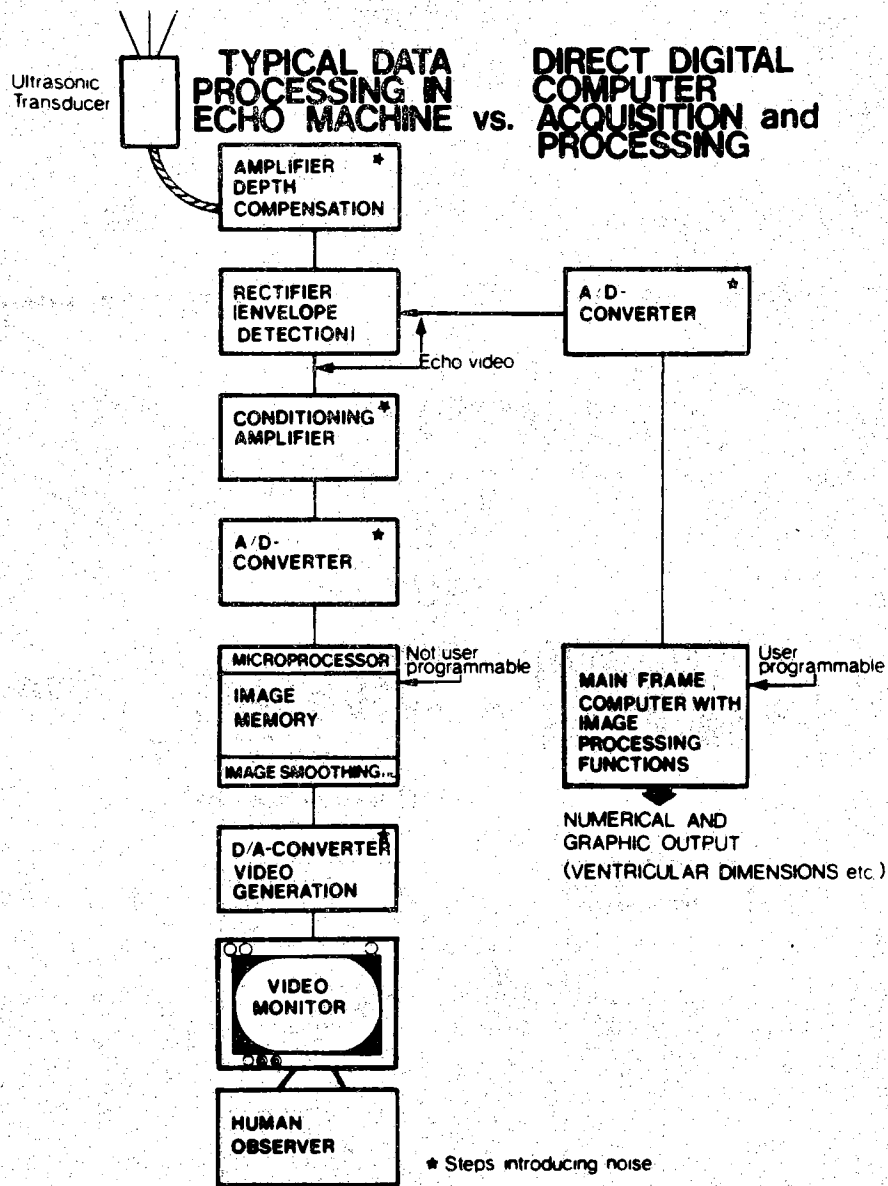 Ultrasonic
Transducer
TYPICAL DATA
PROCESSING IN
ECHO MACHINE vs.
DIRECT DIGITAL
COMPUTER
ACQUISITION and
PROCESSING
AMPLIFIER ★
DEPTH
COMPENSATION
RECTIFIER
(ENVELOPE
DETECTION)
Echo video
CONDITIONING ★
AMPLIFIER
A/D- ★
CONVERTER
MICROPROCESSOR
Not user
programmable
IMAGE
MEMORY
IMAGE SMOOTHING...
D/A-CONVERTER ★
VIDEO
GENERATION
VIDEO
MONITOR
HUMAN
OBSERVER
A/D- ★
CONVERTER
User
programmable
MAIN FRAME
COMPUTER WITH
IMAGE
PROCESSING
FUNCTIONS
NUMERICAL AND
GRAPHIC OUTPUT
(VENTRICULAR DIMENSIONS etc.)
★ Steps introducing noise